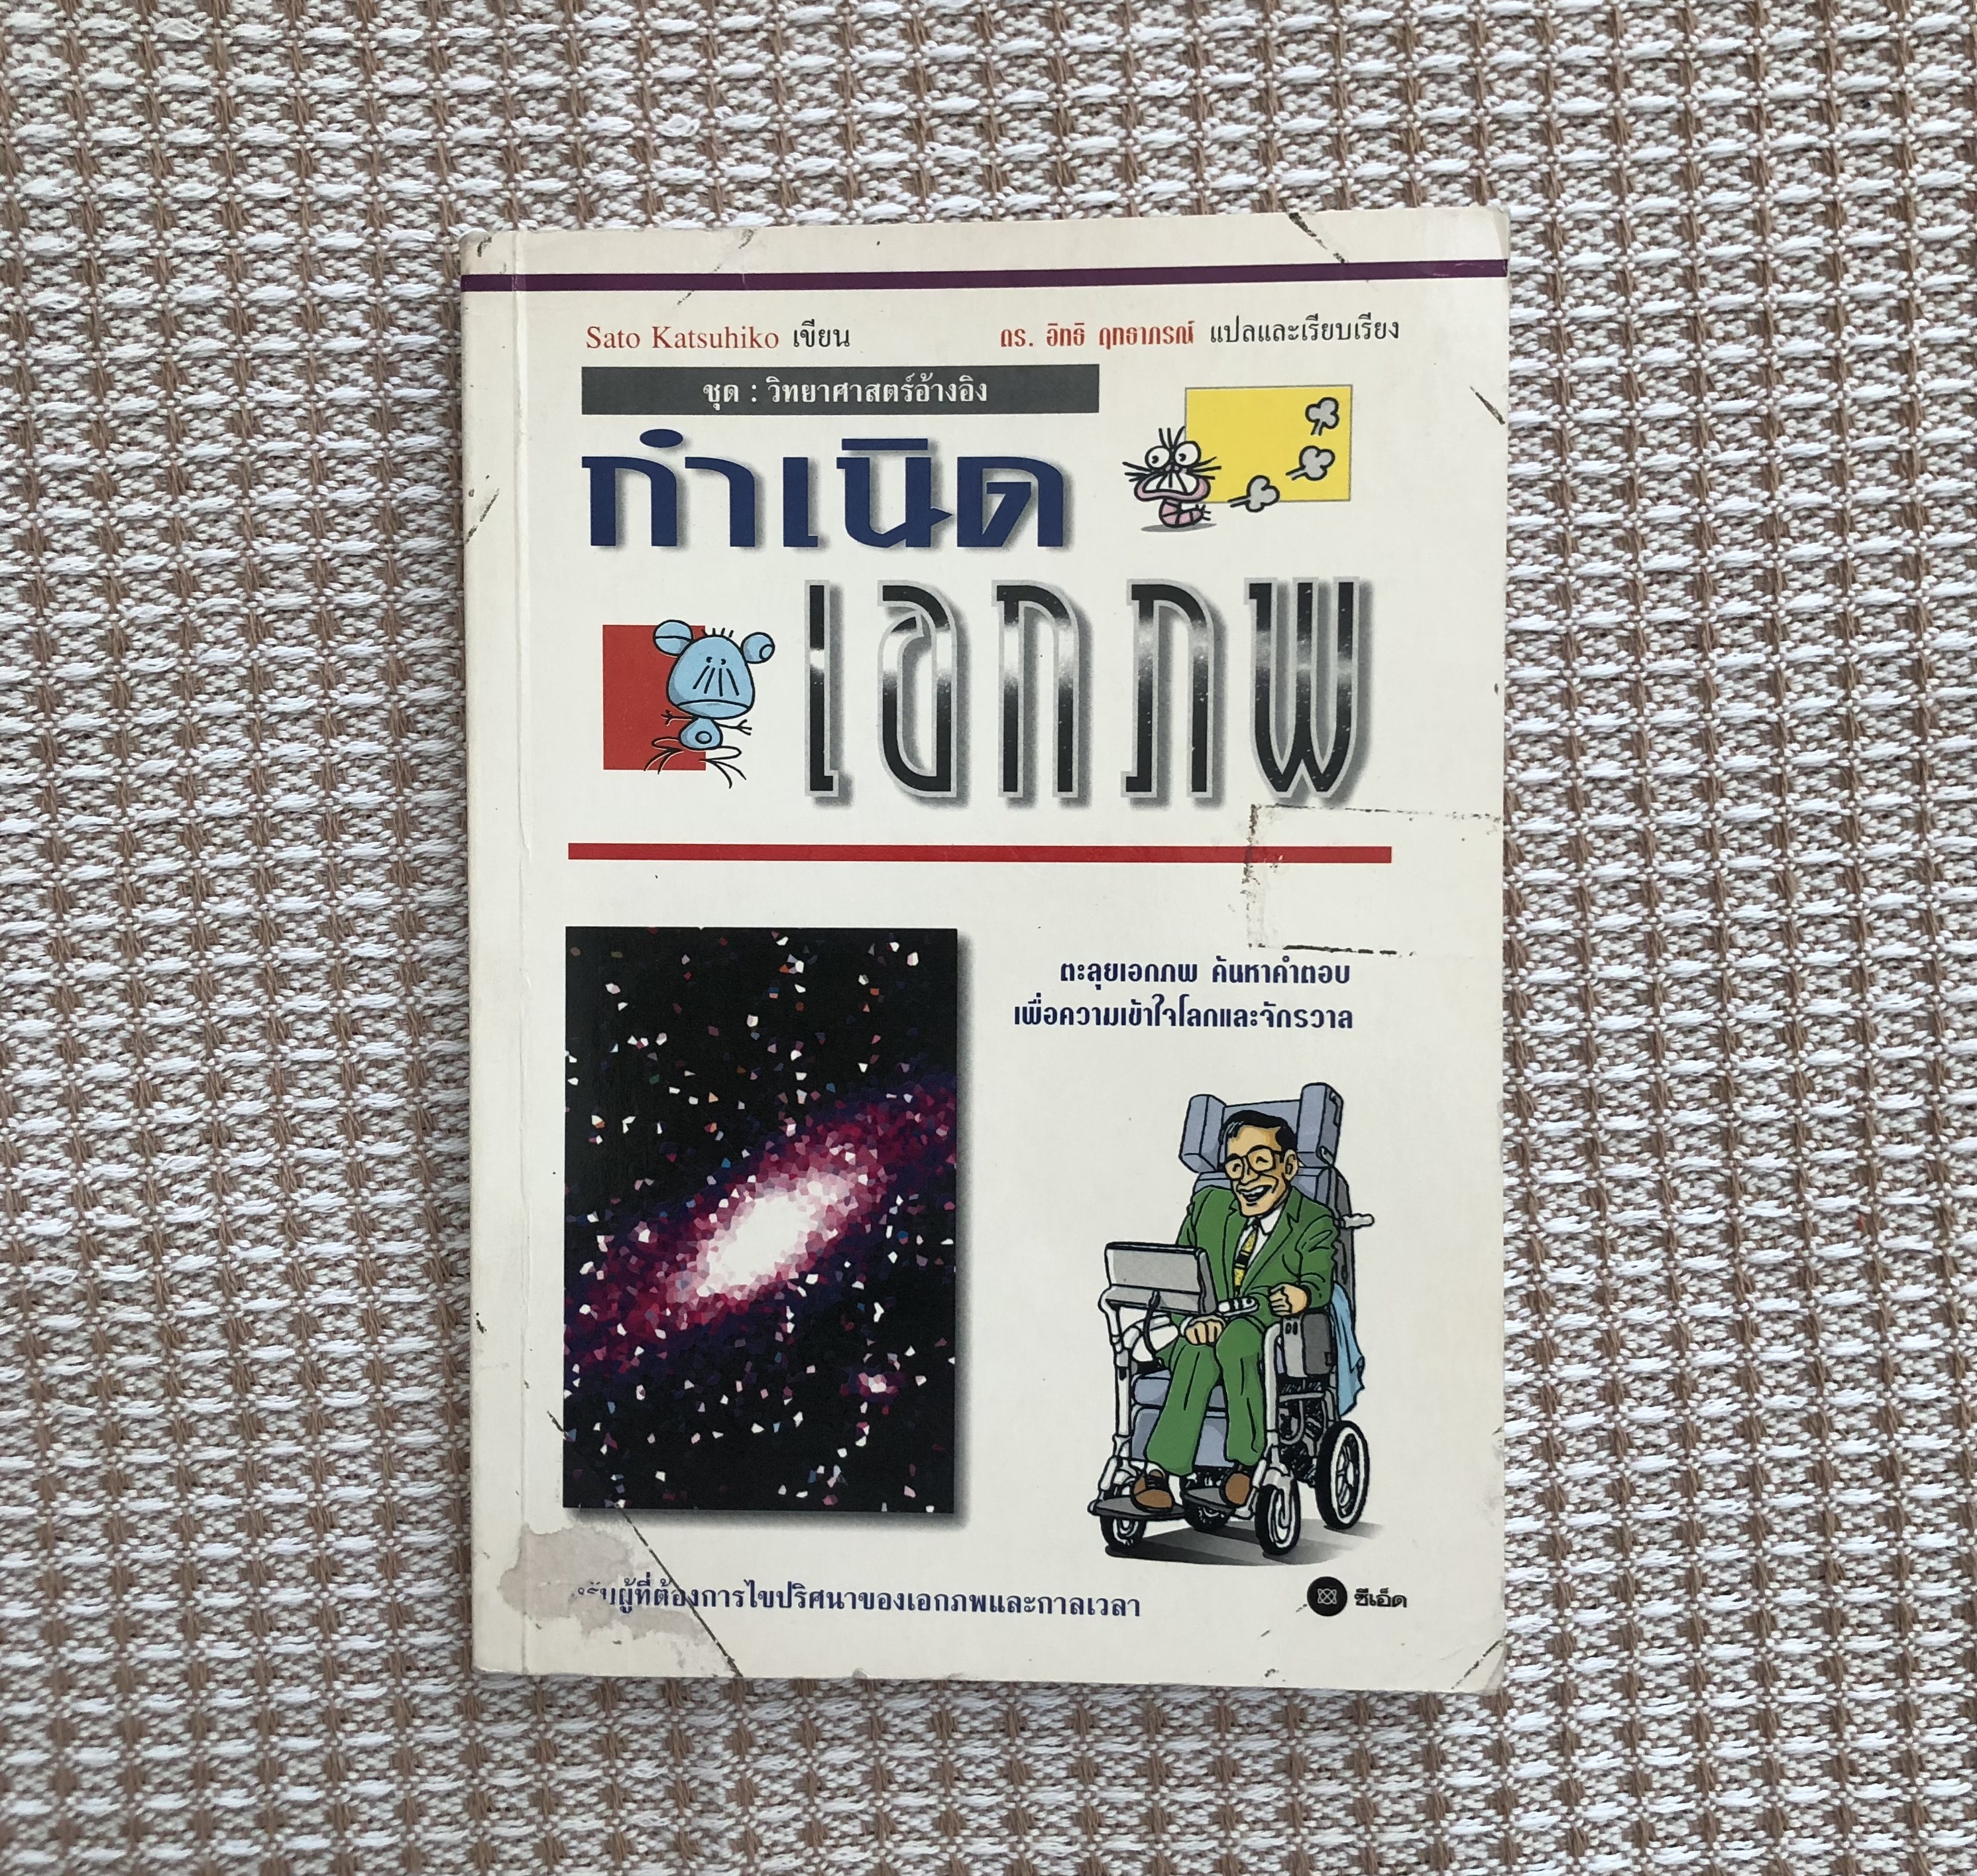 Sato Katsuhiko เขียน
ดร. อิทธิ ฤทธาภรณ์ แปลและเรียบเรียง
ชุด : วิทยาศาสตร์อ้างอิง
กำเนิด
เอกภพ
ตะลุยเอกภพ ค้นหาคำตอบ
เพื่อความเข้าใจโลกและจักรวาล
ผู้ที่ต้องการไขปริศนาของเอกภพและกาลเวลา
ซีเอ็ด